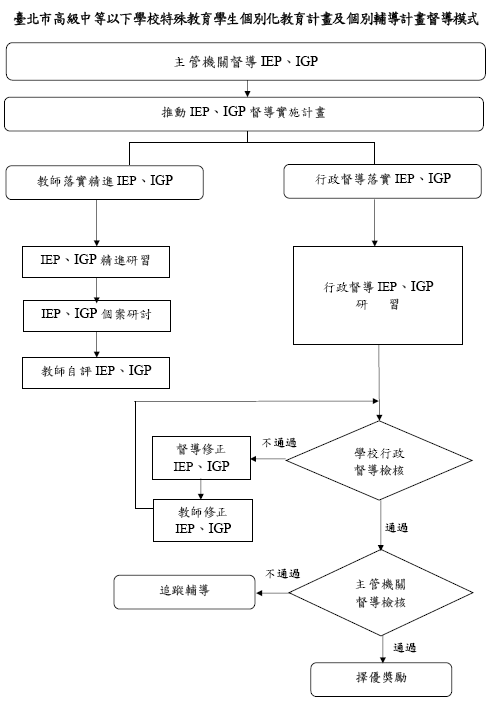 臺北市高級中等以下學校特殊教育學生個別化教育計畫及個別輔導計畫督導模式
主管機關督導 IEP、IGP
推動 IEP、IGP 督導實施計畫
教師落實精進 IEP、IGP
行政督導落實 IEP、IGP
IEP、IGP 精進研習
IEP、IGP 個案研討
教師自評 IEP、IGP
行政督導 IEP、IGP
研 習
學校行政
督導檢核
不通過
督導修正
IEP、IGP
教師修正
IEP、IGP
通過
主管機關
督導檢核
不通過
追蹤輔導
通過
擇優獎勵